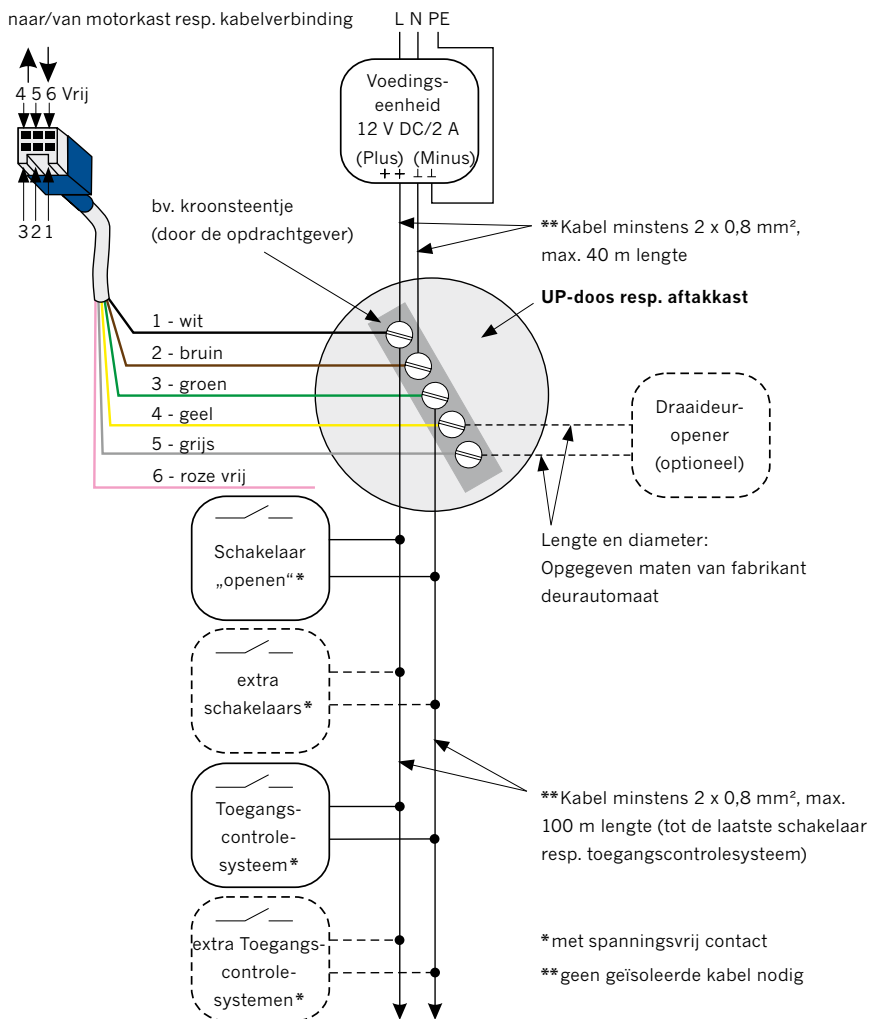 naar/van motorkast resp. kabelverbinding
L N PE
4 5 6 Vrij
3 2 1
Voedings-
eenheid
12 V DC/2 A
(Plus) (Minus)
+ + ⊥ ⊥
bv. kroonsteentje
(door de opdrachtgever)
**Kabel minstens 2 x 0,8 mm²,
max. 40 m lengte
UP-doos resp. aftakkast
1 - wit
2 - bruin
3 - groen
4 - geel
5 - grijs
6 - roze vrij
Draaideur-
opener
(optioneel)
Lengte en diameter:
Opgegeven maten van fabrikant
deurautomaat
Schakelaar
„openen“*
extra
schakelaars*
Toegangs-
controle-
systeem*
**Kabel minstens 2 x 0,8 mm², max.
100 m lengte (tot de laatste schakelaar
resp. toegangscontrolesysteem)
extra Toegangs-
controle-
systemen*
*met spanningsvrij contact
**geen geïsoleerde kabel nodig